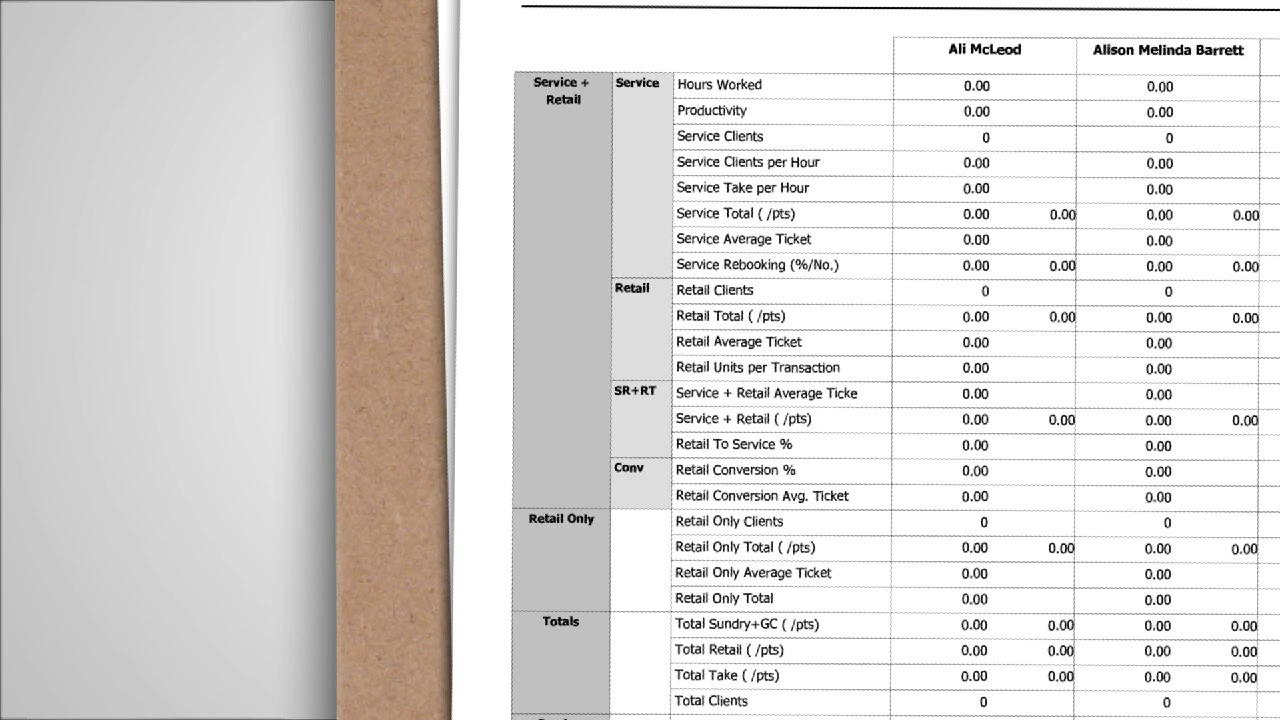 Ali McLeod Alison Melinda Barrett
Service + Retail Service Hours Worked 0.00 0.00
Productivity 0.00 0.00
Service Clients 0 0
Service Clients per Hour 0.00 0.00
Service Take per Hour 0.00 0.00
Service Total ( /pts) 0.00 0.00 0.00 0.00
Service Average Ticket 0.00 0.00
Service Rebooking (%/No.) 0.00 0.00 0.00 0.00
Retail Retail Clients 0 0
Retail Total ( /pts) 0.00 0.00 0.00 0.00
Retail Average Ticket 0.00 0.00
Retail Units per Transaction 0.00 0.00
SR+RT Service + Retail Average Ticke 0.00 0.00
Service + Retail ( /pts) 0.00 0.00 0.00 0.00
Retail To Service % 0.00 0.00
Conv Retail Conversion % 0.00 0.00
Retail Conversion Avg. Ticket 0.00 0.00
Retail Only Retail Only Clients 0 0
Retail Only Total ( /pts) 0.00 0.00 0.00 0.00
Retail Only Average Ticket 0.00 0.00
Retail Only Total 0.00 0.00
Totals Total Sundry+GC ( /pts) 0.00 0.00 0.00 0.00
Total Retail ( /pts) 0.00 0.00 0.00 0.00
Total Take ( /pts) 0.00 0.00 0.00 0.00
Total Clients 0 0